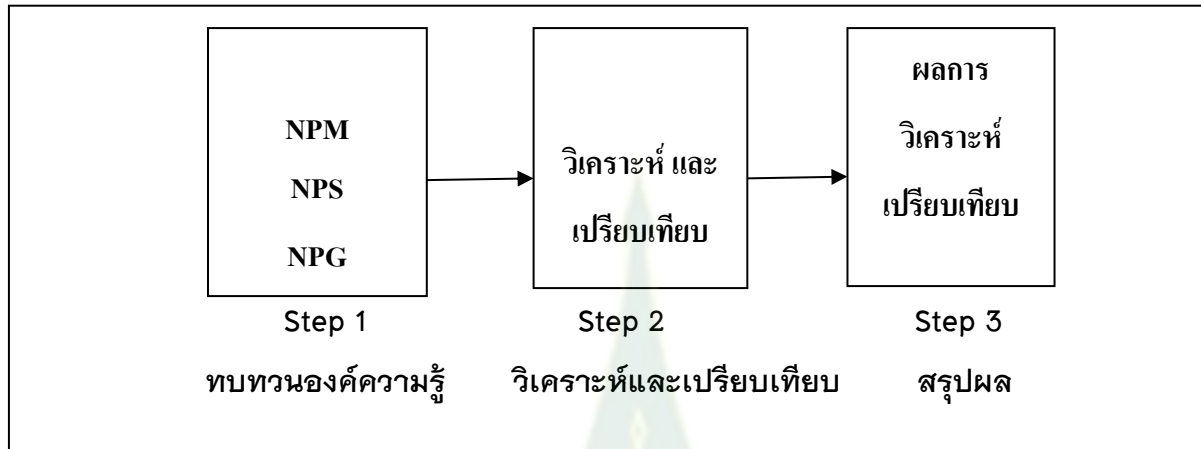 NPM
NPS
NPG
วิเคราะห์ และ
เปรียบเทียบ
ผลการ
วิเคราะห์
เปรียบเทียบ
Step 1
Step 2
Step 3
ทบทวนองค์ความรู้
วิเคราะห์และเปรียบเทียบ
สรุปผล